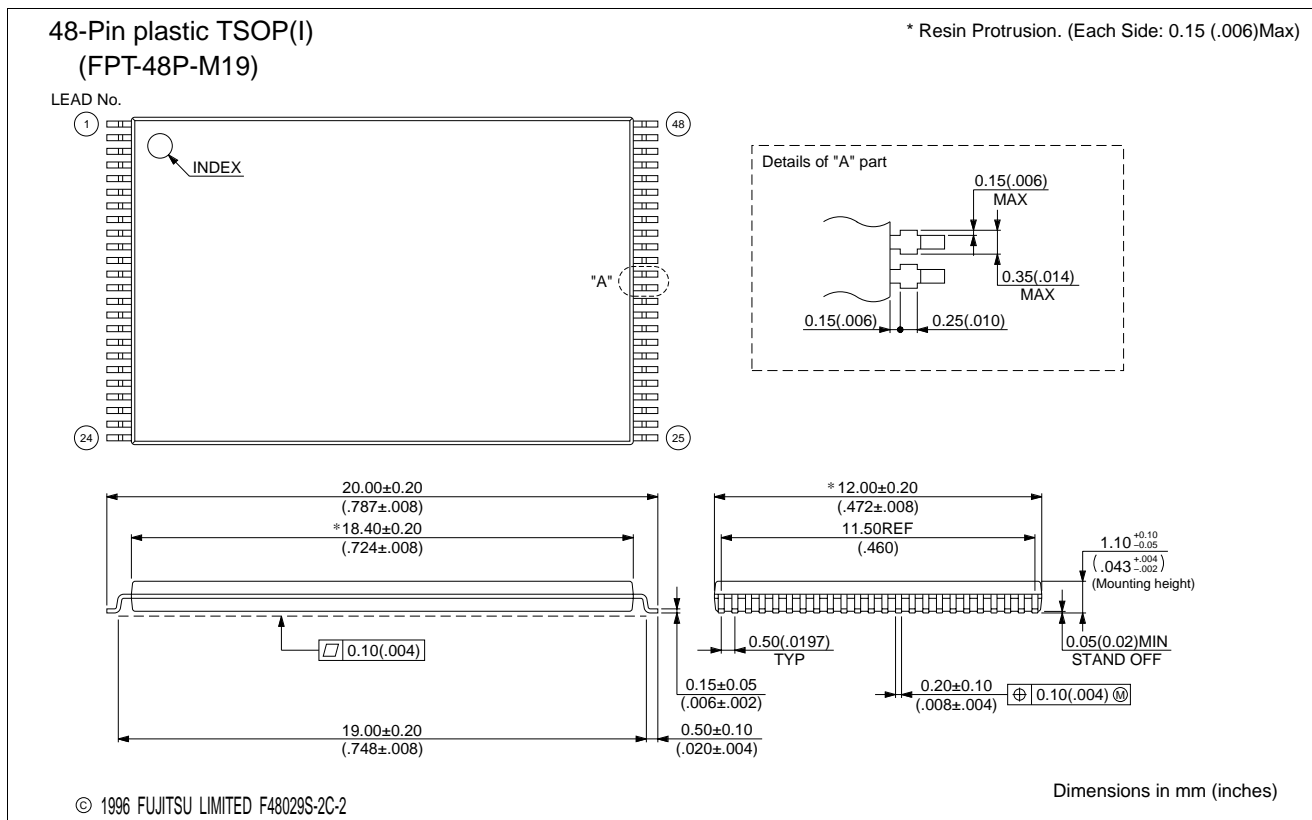 48-Pin plastic TSOP(I)
(FPT-48P-M19)
* Resin Protrusion. (Each Side: 0.15 (.006)Max)
LEAD No.
1
48
INDEX
"A"
24
25
Details of "A" part
0.15(.006)
MAX
0.35(.014)
MAX
0.15(.006)
0.25(.010)
20.00±0.20
(.787±.008)
*18.40±0.20
(.724±.008)
0.10(.004)
0.15±0.05
(.006±.002)
19.00±0.20
(.748±.008)
0.50±0.10
(.020±.004)
*12.00±0.20
(.472±.008)
11.50REF
(.460)
1.10 +0.10 -0.05
(.043 +.004 -.002)
(Mounting height)
0.50(.0197)
TYP
0.05(0.02)MIN
STAND OFF
0.20±0.10
(.008±.004)
⌖ 0.10(.004) Ⓜ
© 1996 FUJITSU LIMITED F48029S-2C-2
Dimensions in mm (inches)